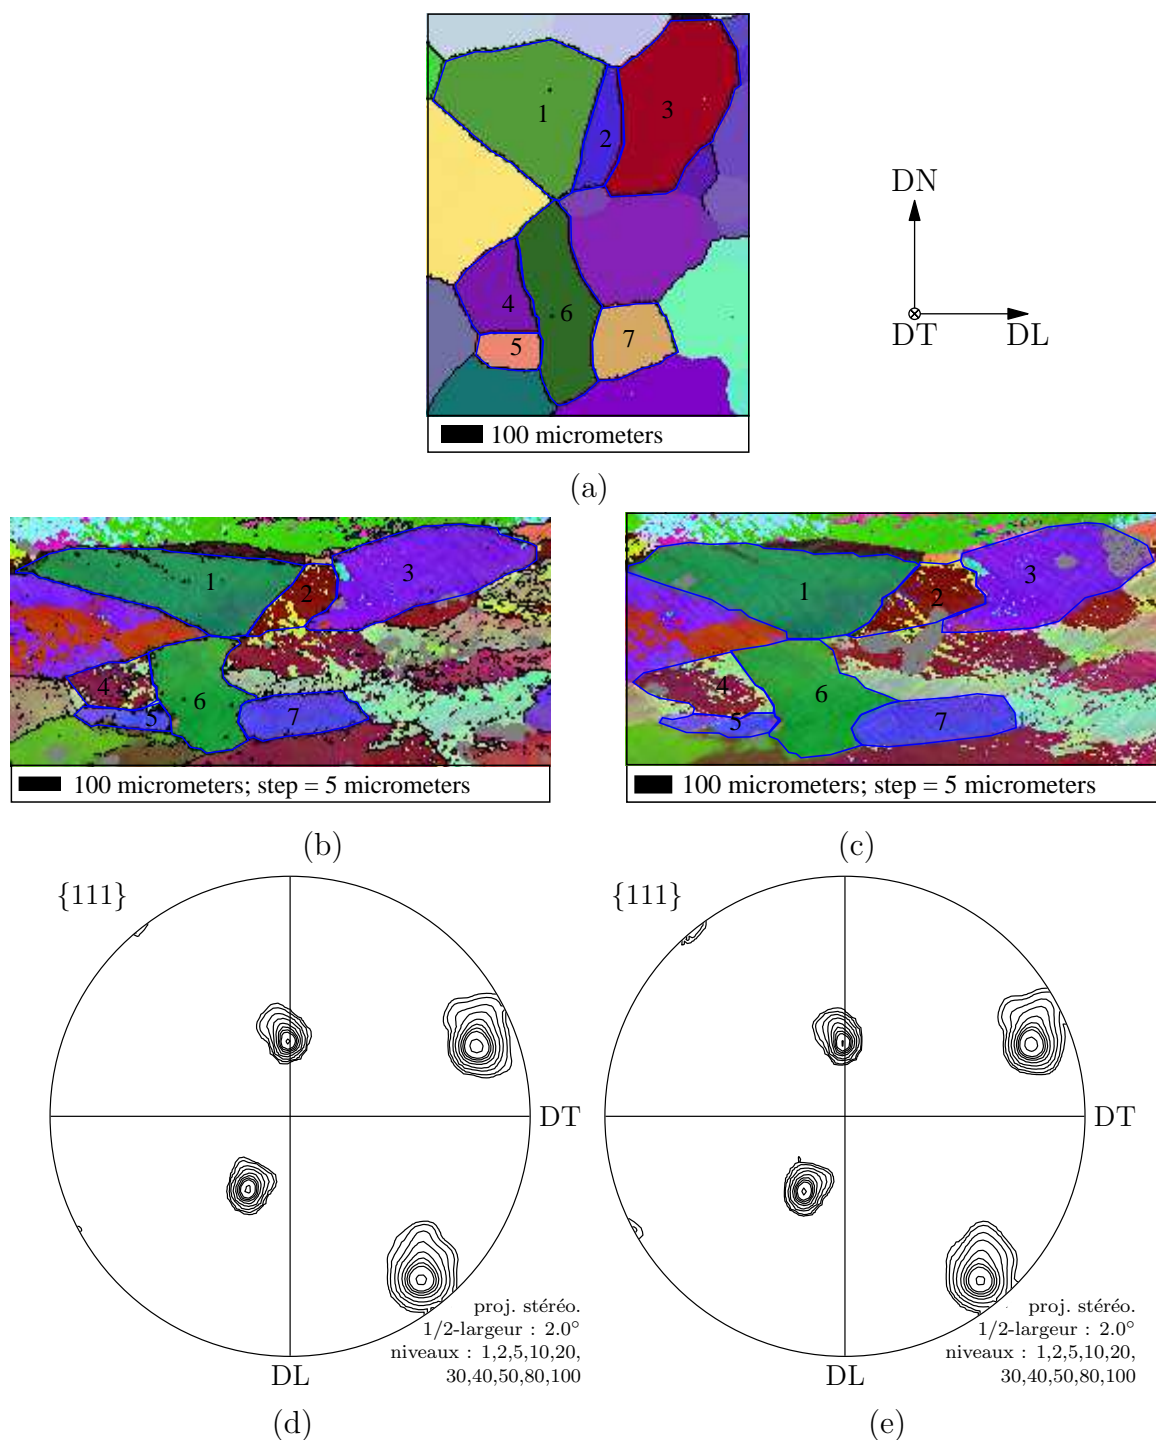 1
2
3
4
5
6
7
100 micrometers
DN
DT
DL
(a)
1
2
3
4
5
6
7
100 micrometers; step = 5 micrometers
(b)
1
2
3
4
5
6
7
100 micrometers; step = 5 micrometers
(c)
{111}
DT
DL
proj. stéréo.
1/2-largeur : 2.0°
niveaux : 1,2,5,10,20,
30,40,50,80,100
(d)
{111}
DT
DL
proj. stéréo.
1/2-largeur : 2.0°
niveaux : 1,2,5,10,20,
30,40,50,80,100
(e)